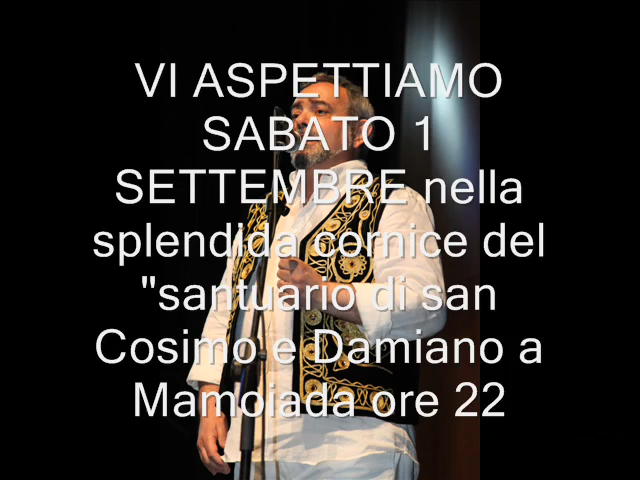 VI ASPETTIAMO
SABATO 1
SETTEMBRE nella
splendida cornice del
"santuario di san
Cosimo e Damiano a
Mamoiada ore 22